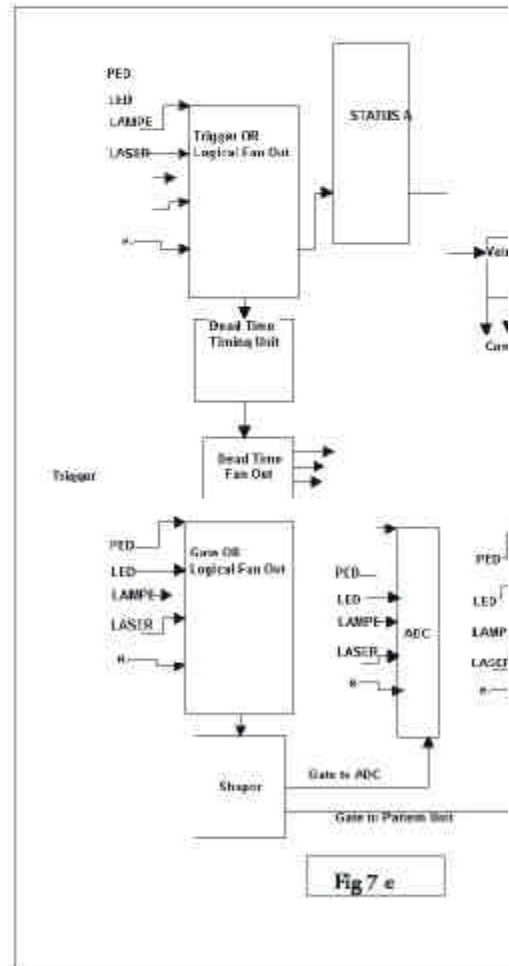 PED
LED
LAMPE
LASER
Trigger OR
Logical Fan Out
STATUS A
Dead Time
Timing Unit
Dead Time
Fan Out
Trigger
PED
LED
LAMPE
LASER
Logical Fan Out
PED
LED
LAMPE
LASER
ADC
PED
LED
LAMP
LASER
Shaper
Gate to ADC
Gate to Pattern Unit
Fig 7 e